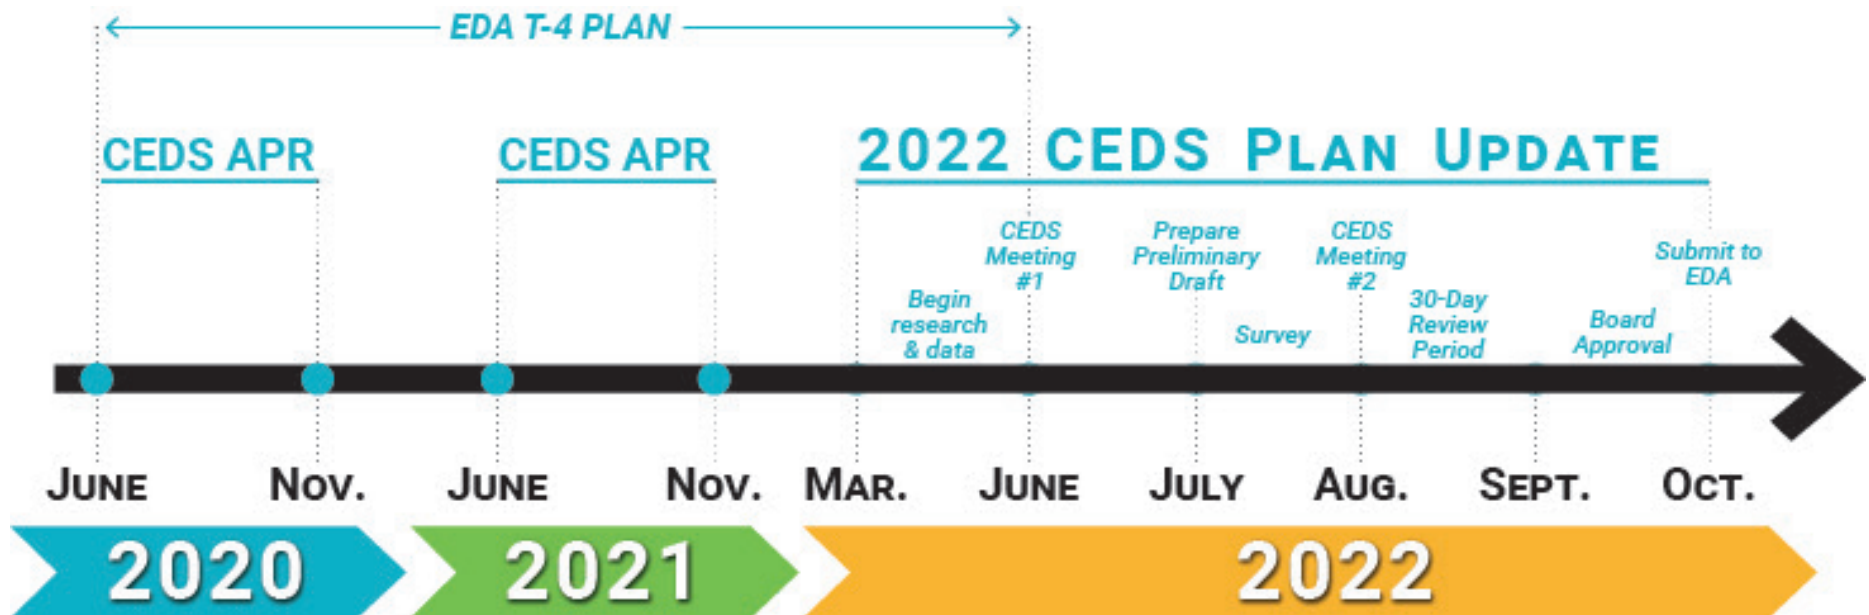 EDA T-4 PLAN
CEDS APR
CEDS APR
2022 CEDS PLAN UPDATE
Begin
research
& data
CEDS
Meeting
#1
Prepare
Preliminary
Draft
Survey
CEDS
Meeting
#2
30-Day
Review
Period
Board
Approval
Submit to
EDA
JUNE
NOV.
JUNE
NOV.
MAR.
JUNE
JULY
AUG.
SEPT.
OCT.
2020
2021
2022